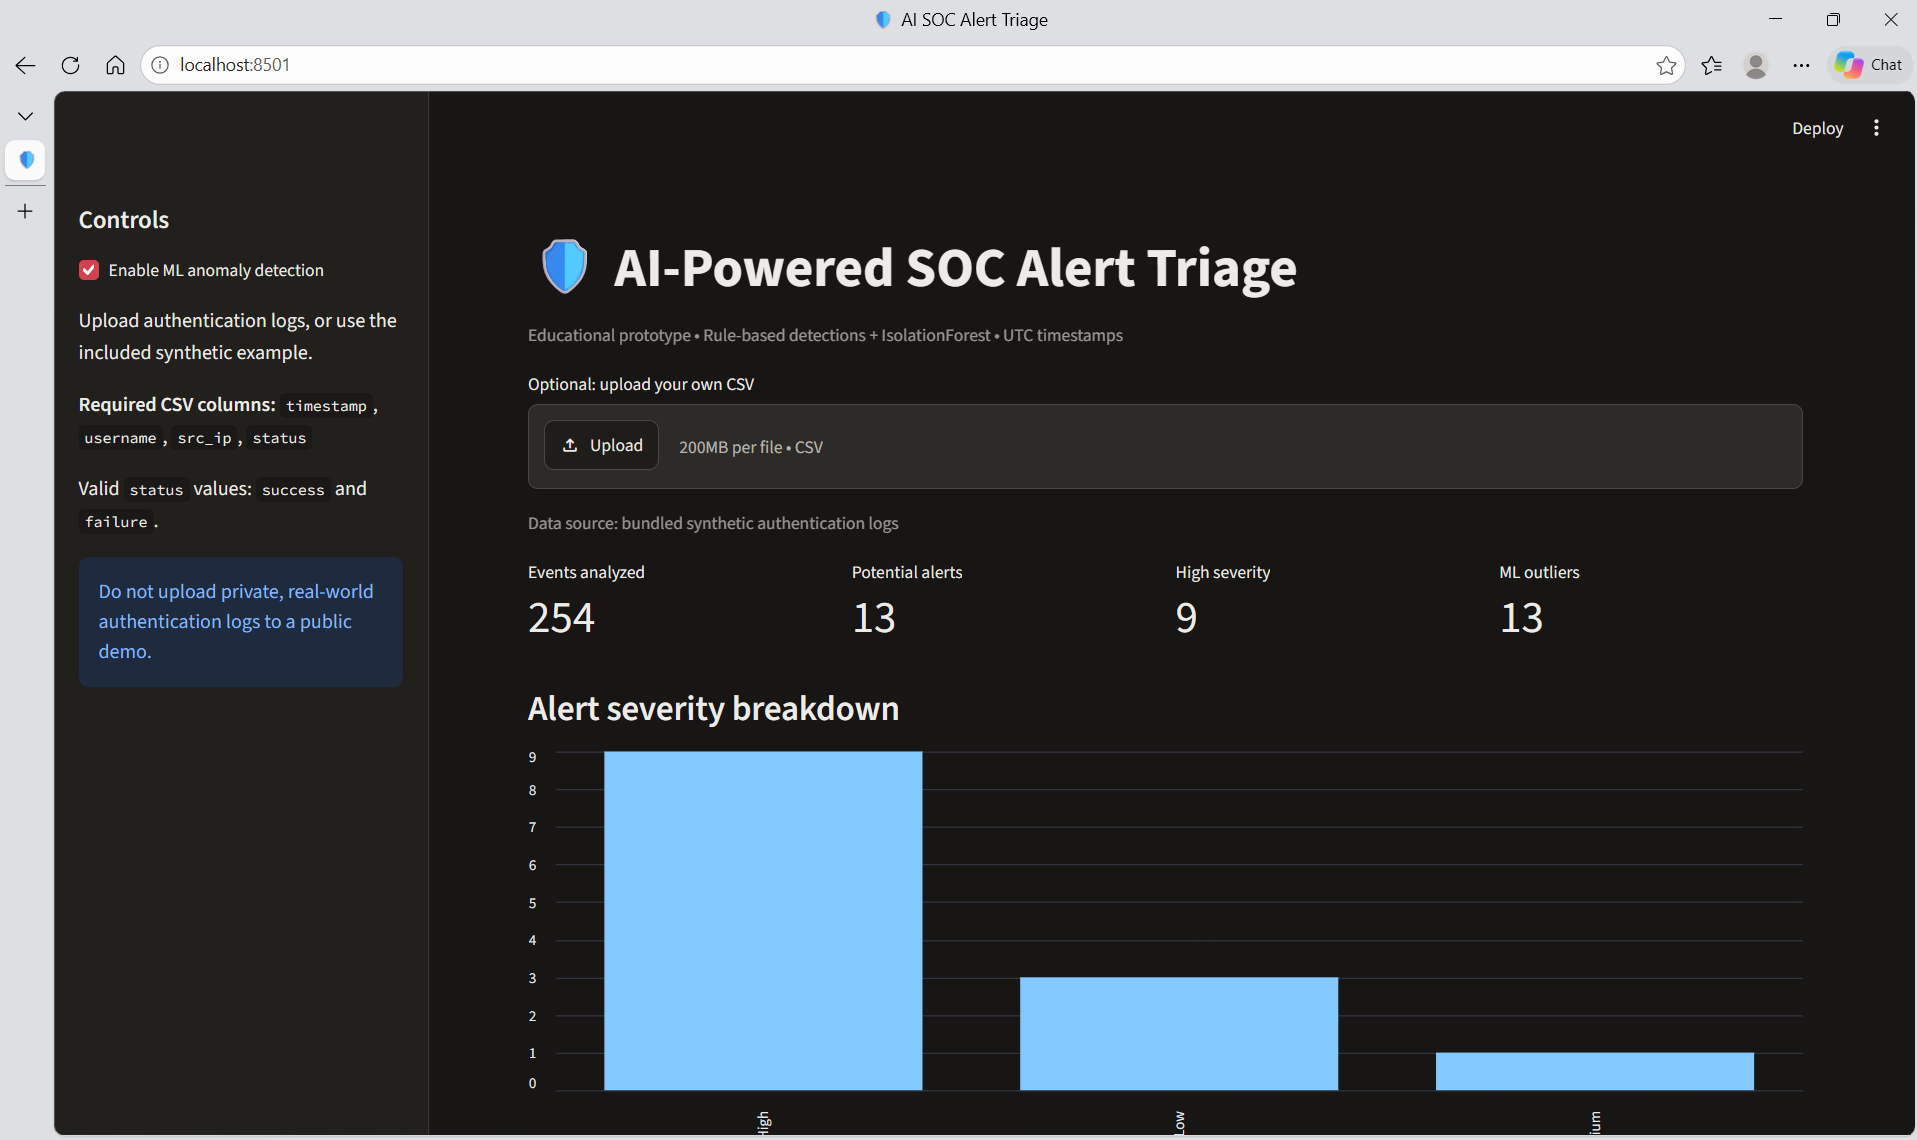 AI SOC Alert Triage
localhost:8501
Chat
Deploy
Controls
Enable ML anomaly detection
Upload authentication logs, or use the
included synthetic example.
Required CSV columns: timestamp ,
username , src_ip , status
Valid status values: success and
failure .
Do not upload private, real-world
authentication logs to a public
demo.
AI-Powered SOC Alert Triage
Educational prototype • Rule-based detections + IsolationForest • UTC timestamps
Optional: upload your own CSV
Upload
200MB per file • CSV
Data source: bundled synthetic authentication logs
Events analyzed
254
Potential alerts
13
High severity
9
ML outliers
13
Alert severity breakdown
9
8
7
6
5
4
3
2
1
0
High
Low